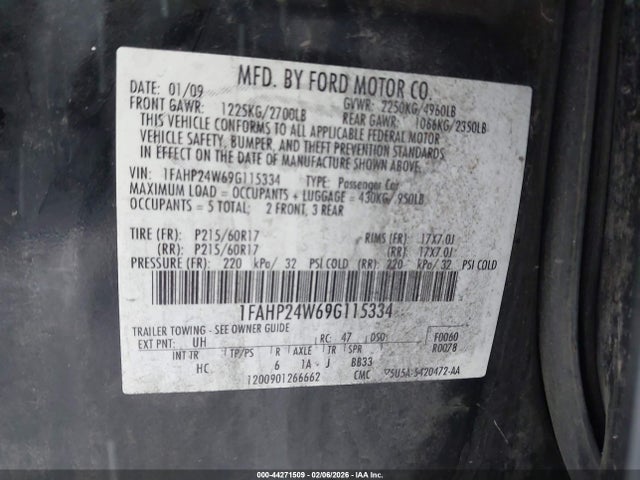 MFD. BY FORD MOTOR CO.
DATE: 01/09 GVWR: 2250KG/4960LB
FRONT GAWR: 1225KG/2700LB REAR GAWR: 1066KG/2350LB
THIS VEHICLE CONFORMS TO ALL APPLICABLE FEDERAL MOTOR
VEHICLE SAFETY, BUMPER, AND THEFT PREVENTION STANDARDS
IN EFFECT ON THE DATE OF MANUFACTURE SHOWN ABOVE.
VIN: 1FAHP24W69G115334 TYPE: Passenger Car
MAXIMUM LOAD = OCCUPANTS + LUGGAGE = 430KG/950LB
OCCUPANTS = 5 TOTAL; 2 FRONT, 3 REAR
TIRE (FR): P215/60R17 RIMS (FR): 17X7.0J
(RR): P215/60R17 (RR): 17X7.0J
PRESSURE (FR): 220 kPa/ 32 PSI COLD (RR): 220 kPa/ 32 PSI COLD
1FAHP24W69G115334
TRAILER TOWING - SEE OWNER GUIDE
EXT PNT: UH RC: 47 DSO: F0060
R0078
INT TR TP/PS R AXLE TR SPR
HC 6 1A J BB33
1200901266662 CMC 5420472-AA
000-44271509 - 02/06/2026 - IAA Inc.